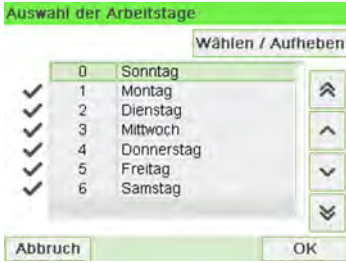 Auswahl der Arbeitstage
Wählen / Aufheben
0 Sonntag
1 Montag
2 Dienstag
3 Mittwoch
4 Donnerstag
5 Freitag
6 Samstag
Abbruch OK